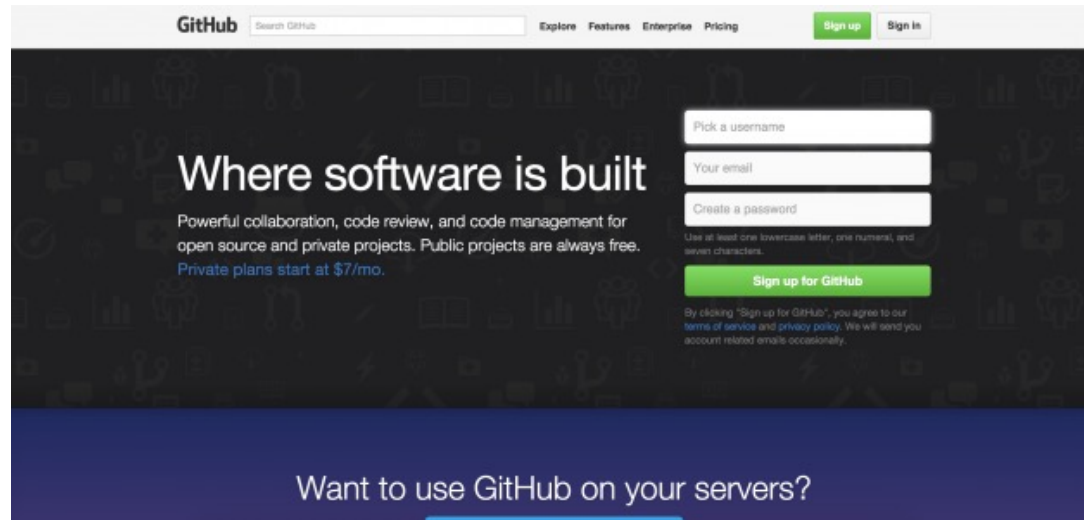 GitHub Search GitHub Explore Features Enterprise Pricing Sign up Sign in
Where software is built
Powerful collaboration, code review, and code management for
open source and private projects. Public projects are always free.
Private plans start at $7/mo.
Pick a username
Your email
Create a password
Use at least one lowercase letter, one numeral, and
seven characters.
Sign up for GitHub
By clicking "Sign up for GitHub", you agree to our
terms of service and privacy policy. We will send you
account related emails occasionally.
Want to use GitHub on your servers?